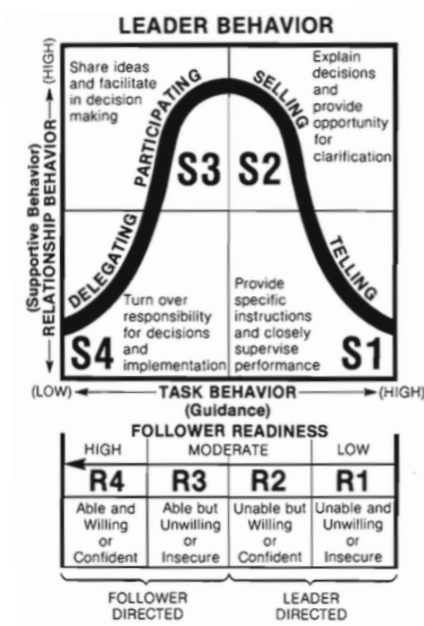 LEADER BEHAVIOR
(HIGH)
(Supportive Behavior)
RELATIONSHIP BEHAVIOR
Share ideas
and facilitate
in decision
making
PARTICIPATING
SELLING
Explain
decisions
and
provide
opportunity
for
clarification
S3
S2
DELEGATING
TELLING
Turn over
responsibility
for decisions
and
implementation
S4
Provide
specific
instructions
and closely
supervise
performance
S1
(LOW)
TASK BEHAVIOR
(HIGH)
(Guidance)
FOLLOWER READINESS
HIGH
MODERATE
LOW
R4
R3
R2
R1
Able and
Willing
or
Confident
Able but
Unwilling
or
Insecure
Unable but
Willing
or
Confident
Unable and
Unwilling
or
Insecure
FOLLOWER
DIRECTED
LEADER
DIRECTED